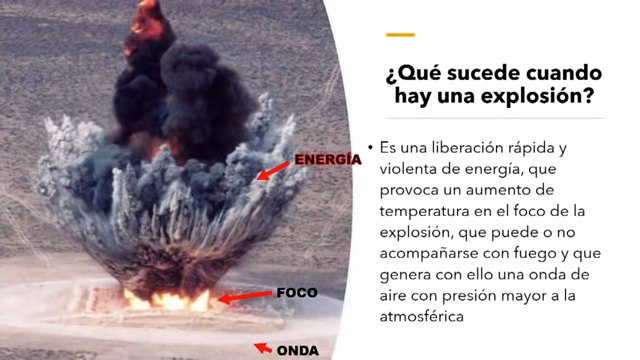 ¿Qué sucede cuando
hay una explosión?
ENERGÍA
FOCO
ONDA
• Es una liberación rápida y
violenta de energía, que
provoca un aumento de
temperatura en el foco de la
explosión, que puede o no
acompañarse con fuego y que
genera con ello una onda de
aire con presión mayor a la
atmosférica